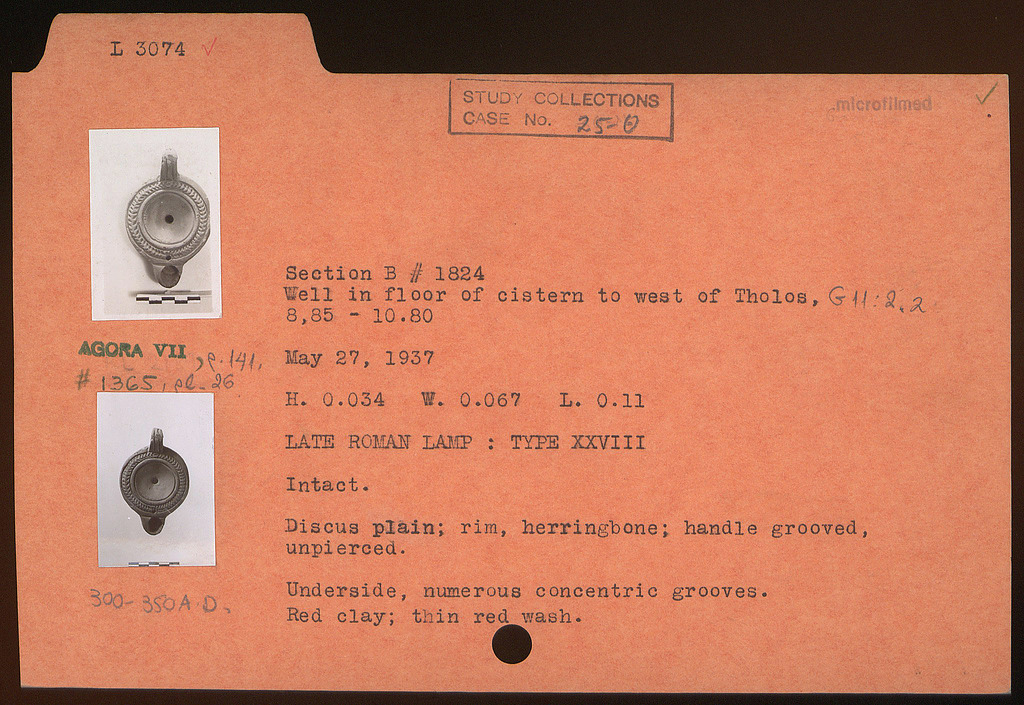 L 3074 ✓
STUDY COLLECTIONS
CASE No. 25-0
microfilmed
Section B # 1824
Well in floor of cistern to west of Tholos, G 11:2.2
8,85 - 10.80
AGORA VII, p. 141,
# 1365, pl. 26
May 27, 1937
H. 0.034 W. 0.067 L. 0.11
LATE ROMAN LAMP : TYPE XXVIII
Intact.
Discus plain; rim, herringbone; handle grooved,
unpierced.
Underside, numerous concentric grooves.
Red clay; thin red wash.
300-350 A.D.